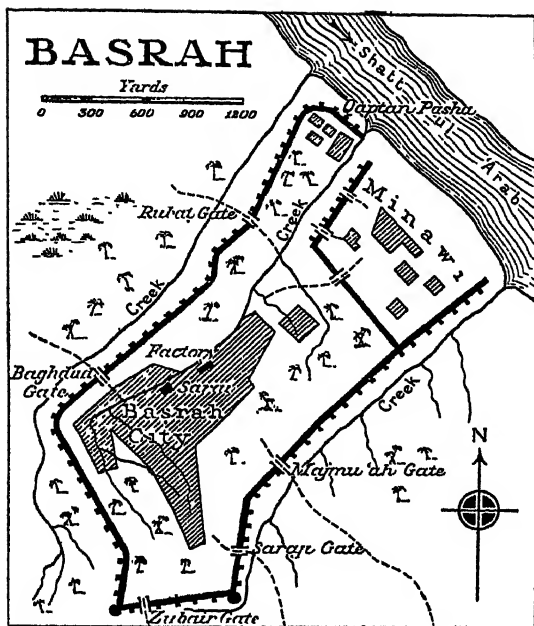 BASRAH
Yards
0 300 600 900 1200
Shatt
ul
Arab
Qaptan Pasha
Minawi
Rubat Gate
Creek
Creek
Factory
Sarai
Baghdad
Gate
Basrah
City
Creek
N
Majmu'ah Gate
Saraji Gate
Zubair Gate